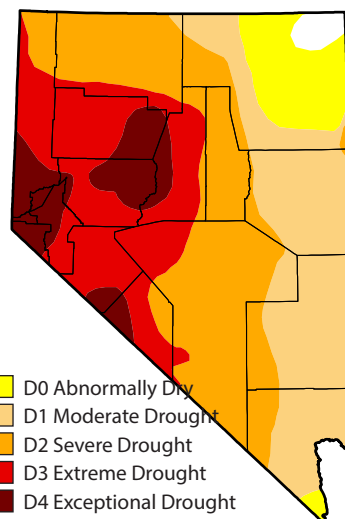 D0 Abnormally Dry
D1 Moderate Drought
D2 Severe Drought
D3 Extreme Drought
D4 Exceptional Drought